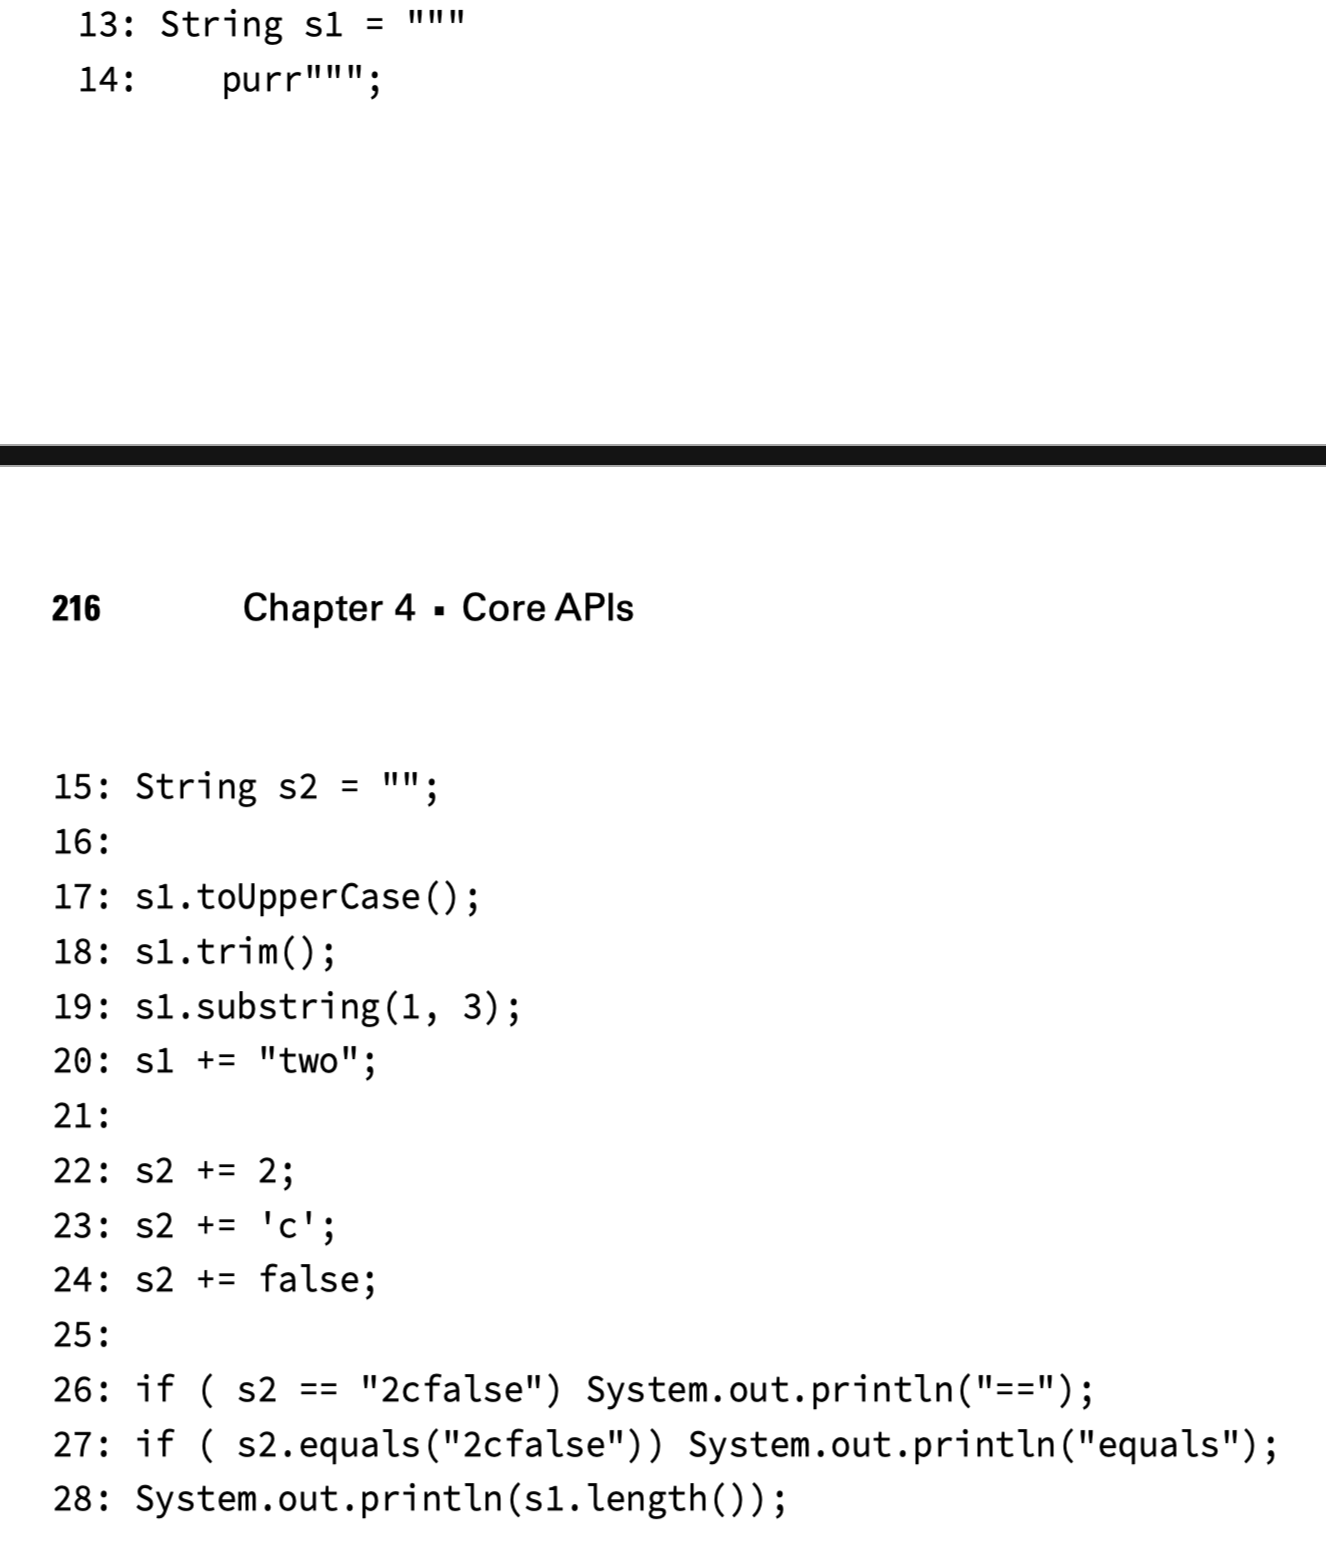 13: String s1 = """
14:    purr""";
216 Chapter 4 ▪ Core APIs
15: String s2 = "";
16:
17: s1.toUpperCase();
18: s1.trim();
19: s1.substring(1, 3);
20: s1 += "two";
21:
22: s2 += 2;
23: s2 += 'c';
24: s2 += false;
25:
26: if ( s2 == "2cfalse") System.out.println("==");
27: if ( s2.equals("2cfalse")) System.out.println("equals");
28: System.out.println(s1.length());